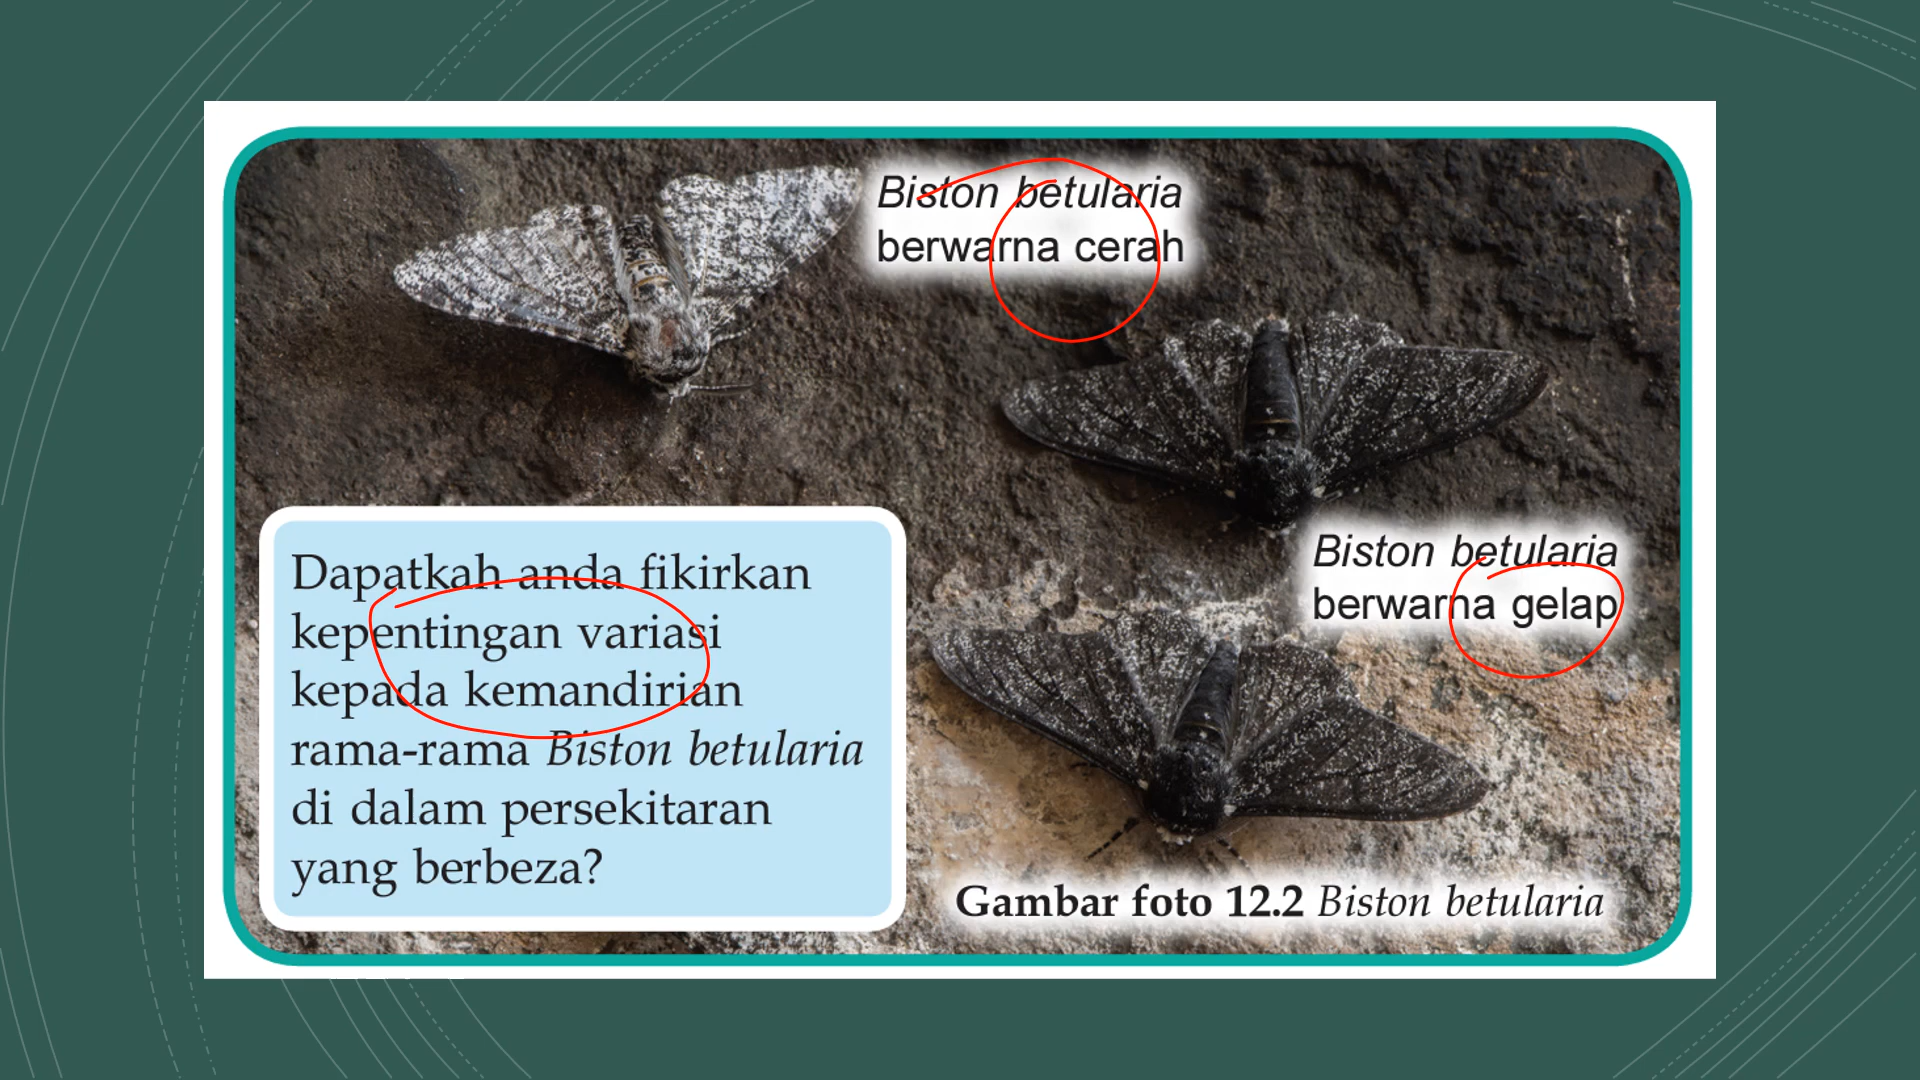 Biston betularia
berwarna cerah
Biston betularia
berwarna gelap
Dapatkah anda fikirkan
kepentingan variasi
kepada kemandirian
rama-rama Biston betularia
di dalam persekitaran
yang berbeza?
Gambar foto 12.2 Biston betularia